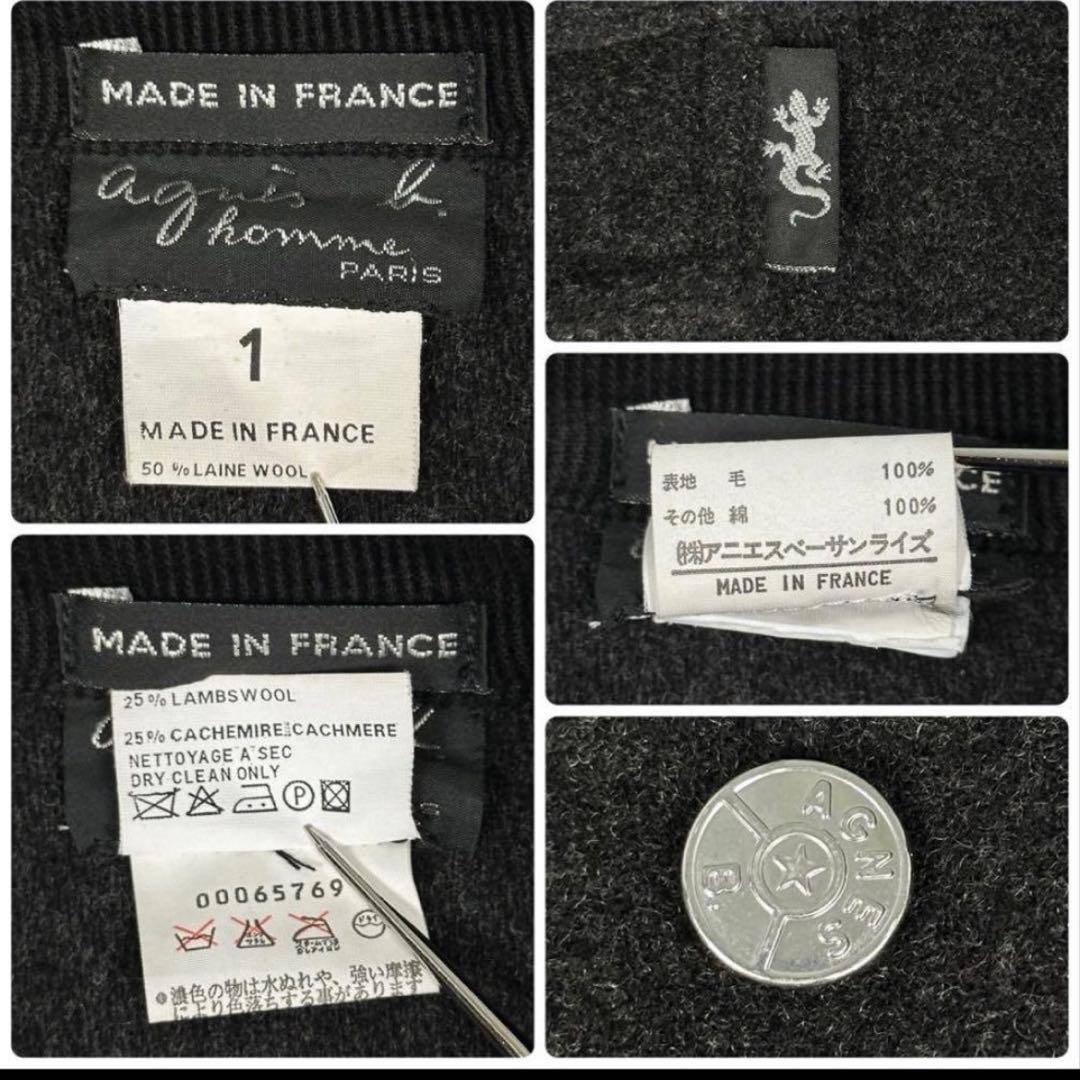 MADE IN FRANCE
agnès b.
homme
PARIS
1
MADE IN FRANCE
50 % LAINE WOOL
表地 毛 100%
その他 綿 100%
㈱アニエスベーサンライズ
MADE IN FRANCE
CE
MADE IN FRANCE
25% LAMBSWOOL
25% CACHEMIRE CACHMERE
NETTOYAGE A SEC
DRY CLEAN ONLY
P
00065769
ドライ
濃色の物は水ぬれや、強い摩擦
により色落ちする事があります
AGNES B.